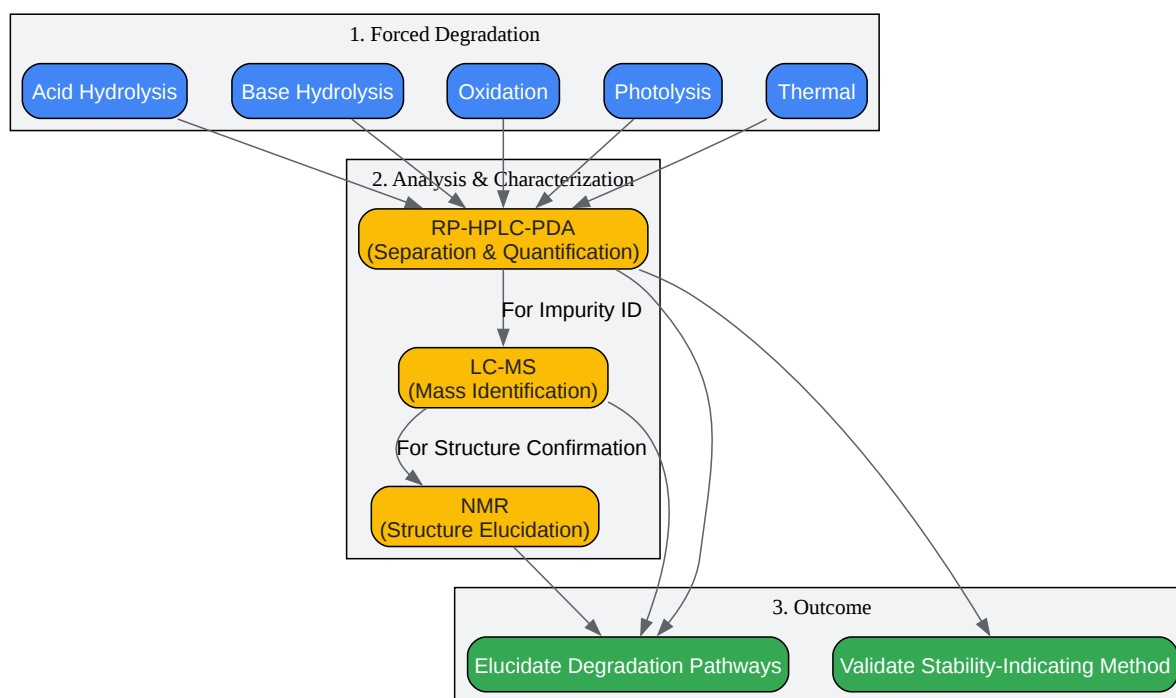 1. Forced Degradation
Acid Hydrolysis
Base Hydrolysis
Oxidation
Photolysis
Thermal
2. Analysis & Characterization
RP-HPLC-PDA
(Separation & Quantification)
For Impurity ID
LC-MS
(Mass Identification)
For Structure Confirmation
NMR
(Structure Elucidation)
3. Outcome
Elucidate Degradation Pathways
Validate Stability-Indicating Method